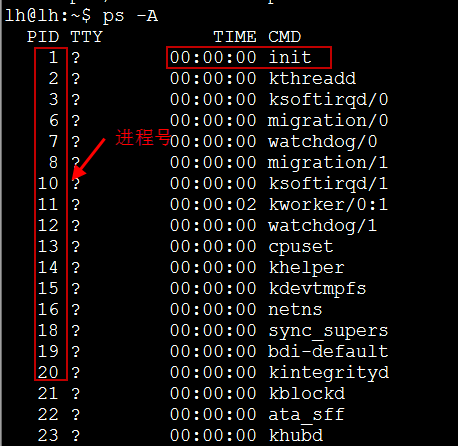 lh@lh:~$ ps -A
PID TTY TIME CMD
1 ? 00:00:00 init
2 ? 00:00:00 kthreadd
3 ? 00:00:00 ksoftirqd/0
6 ? 00:00:00 migration/0
7 ? 00:00:00 watchdog/0
进程号
8 ? 00:00:00 migration/1
10 ? 00:00:00 ksoftirqd/1
11 ? 00:00:02 kworker/0:1
12 ? 00:00:00 watchdog/1
13 ? 00:00:00 cpuset
14 ? 00:00:00 khelper
15 ? 00:00:00 kdevtmpfs
16 ? 00:00:00 netns
18 ? 00:00:00 sync_supers
19 ? 00:00:00 bdi-default
20 ? 00:00:00 kintegrityd
21 ? 00:00:00 kblockd
22 ? 00:00:00 ata_sff
23 ? 00:00:00 khubd